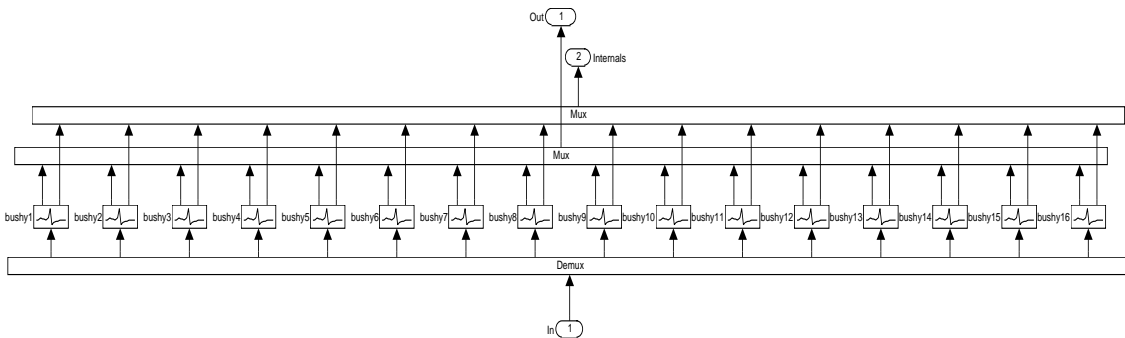 Out 1
2 Internals
Mux
Mux
bushy1 bushy2 bushy3 bushy4 bushy5 bushy6 bushy7 bushy8 bushy9 bushy10 bushy11 bushy12 bushy13 bushy14 bushy15 bushy16
Demux
In 1